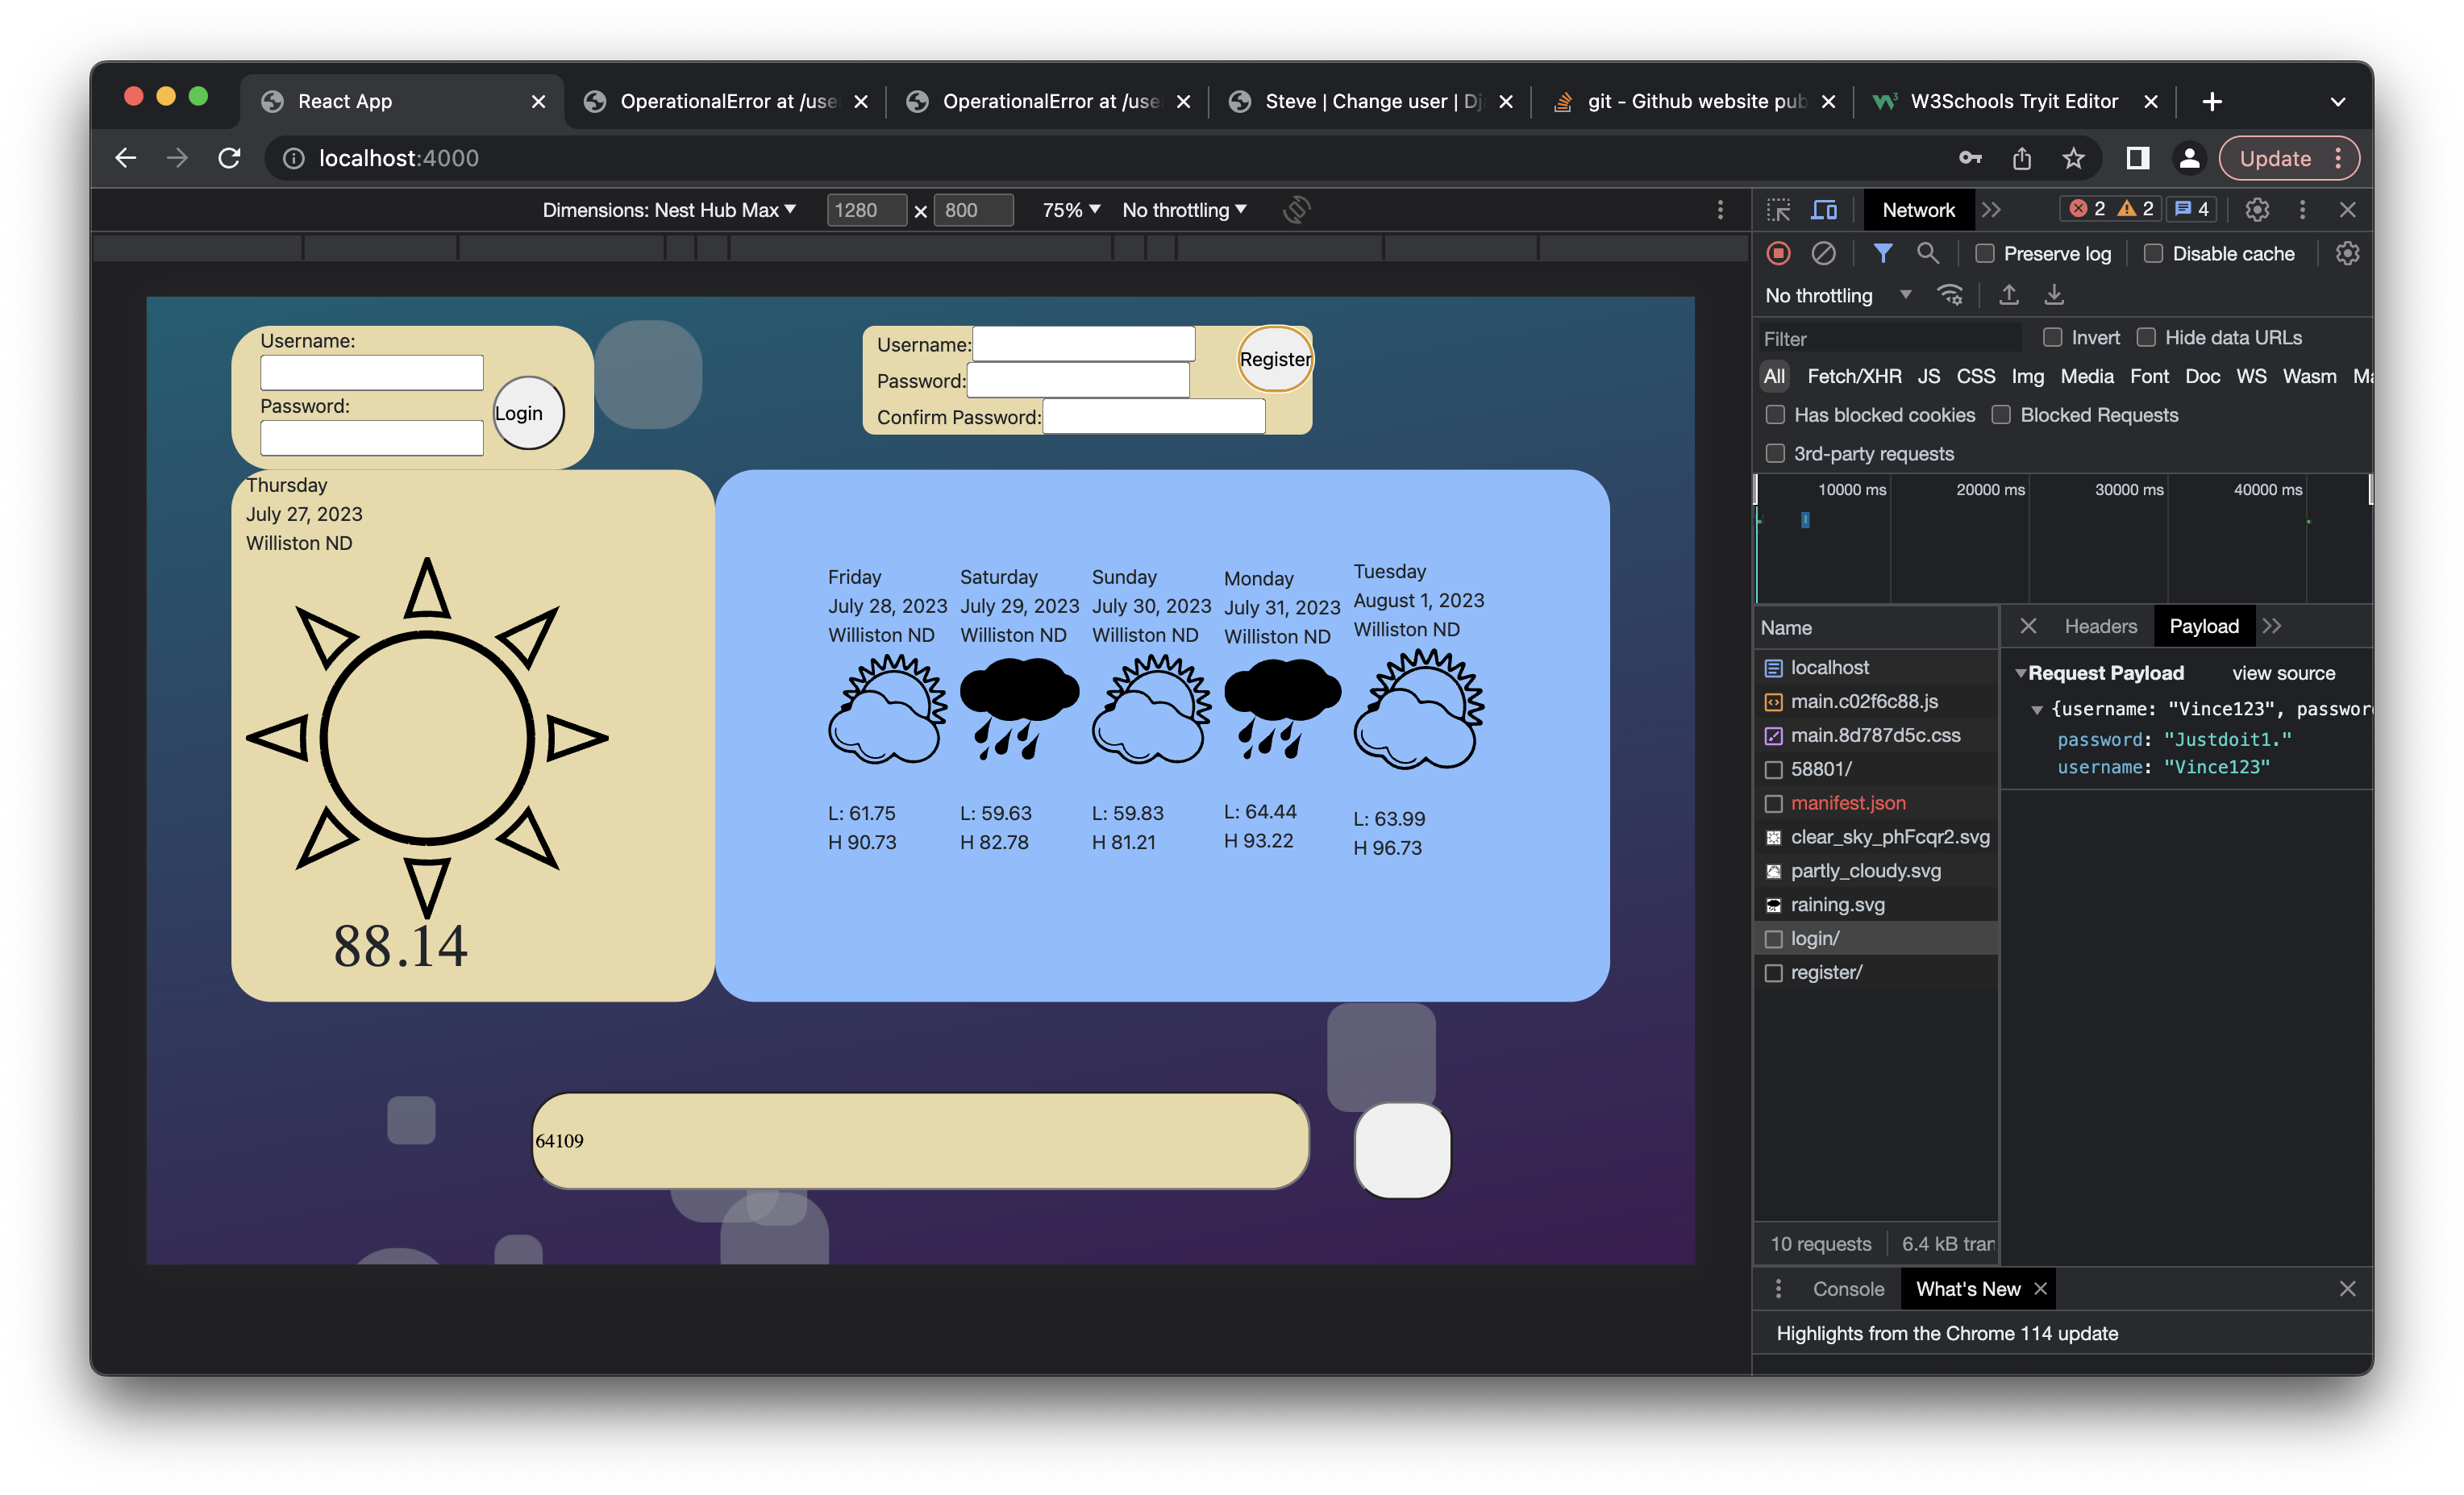 React App
OperationalError at /use
OperationalError at /use
Steve | Change user | Dj
git - Github website pub
W3Schools Tryit Editor
localhost:4000
Update
Dimensions: Nest Hub Max
1280 × 800
75%
No throttling
Username:
Password:
Login
Username:
Password:
Confirm Password:
Register
Thursday
July 27, 2023
Williston ND
88.14
Friday
July 28, 2023
Williston ND
L: 61.75
H 90.73
Saturday
July 29, 2023
Williston ND
L: 59.63
H 82.78
Sunday
July 30, 2023
Williston ND
L: 59.83
H 81.21
Monday
July 31, 2023
Williston ND
L: 64.44
H 93.22
Tuesday
August 1, 2023
Williston ND
L: 63.99
H 96.73
64109
Network
2 2 4
Preserve log
Disable cache
No throttling
Filter
Invert
Hide data URLs
All Fetch/XHR JS CSS Img Media Font Doc WS Wasm Ma
Has blocked cookies
Blocked Requests
3rd-party requests
10000 ms 20000 ms 30000 ms 40000 ms
Name
localhost
main.c02f6c88.js
main.8d787d5c.css
58801/
manifest.json
clear_sky_phFcqr2.svg
partly_cloudy.svg
raining.svg
login/
register/
10 requests
6.4 kB tran
Headers
Payload
Request Payload
view source
{username: "Vince123", passwor
password: "Justdoit1."
username: "Vince123"
Console
What's New
Highlights from the Chrome 114 update